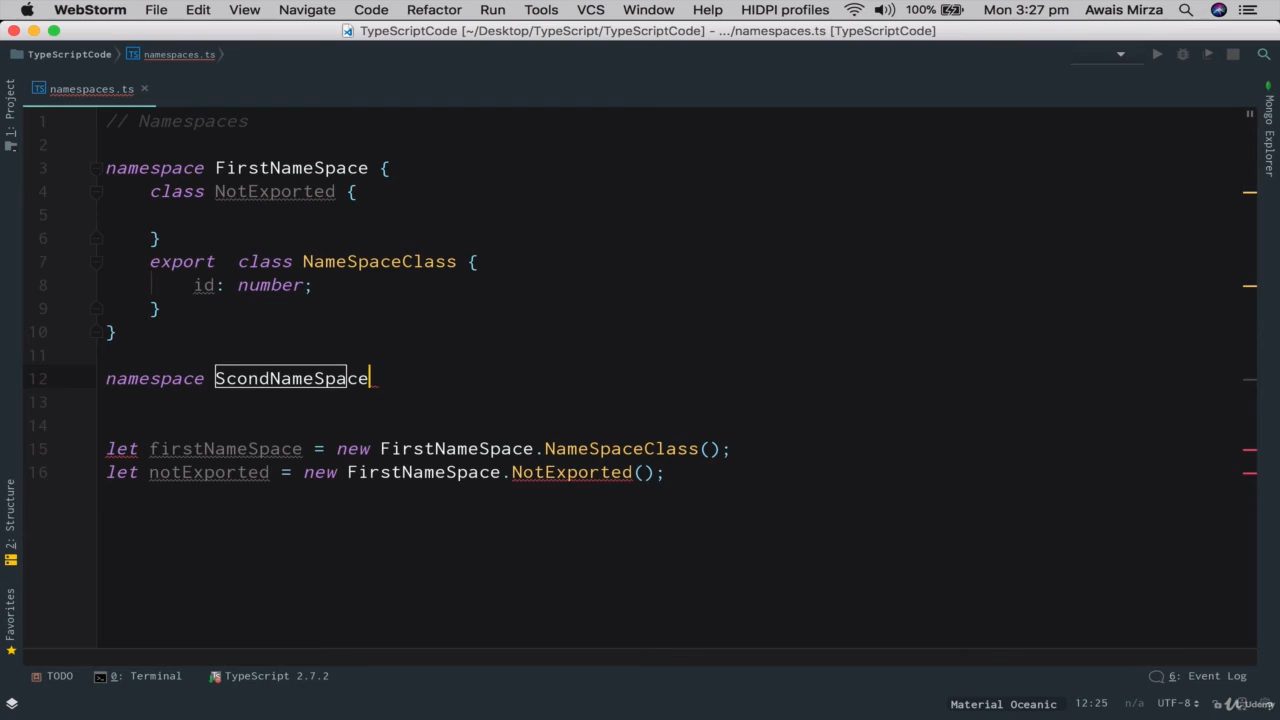 WebStorm File Edit View Navigate Code Refactor Run Tools VCS Window Help HIDPI profiles 100% Mon 3:27 pm Awais Mirza
TypeScriptCode [~/Desktop/TypeScript/TypeScriptCode] - .../namespaces.ts [TypeScriptCode]
TypeScriptCode namespaces.ts
namespaces.ts
1: Project
Mongo Explorer
1 // Namespaces
2
3 namespace FirstNameSpace {
4 class NotExported {
5
6 }
7 export  class NameSpaceClass {
8 id: number;
9 }
10 }
11
12 namespace ScondNameSpace
13
14
15 let firstNameSpace = new FirstNameSpace.NameSpaceClass();
16 let notExported = new FirstNameSpace.NotExported();
2: Structure
Favorites
TODO 0: Terminal TypeScript 2.7.2 6: Event Log
Material Oceanic 12:25 n/a UTF-8 Udemy